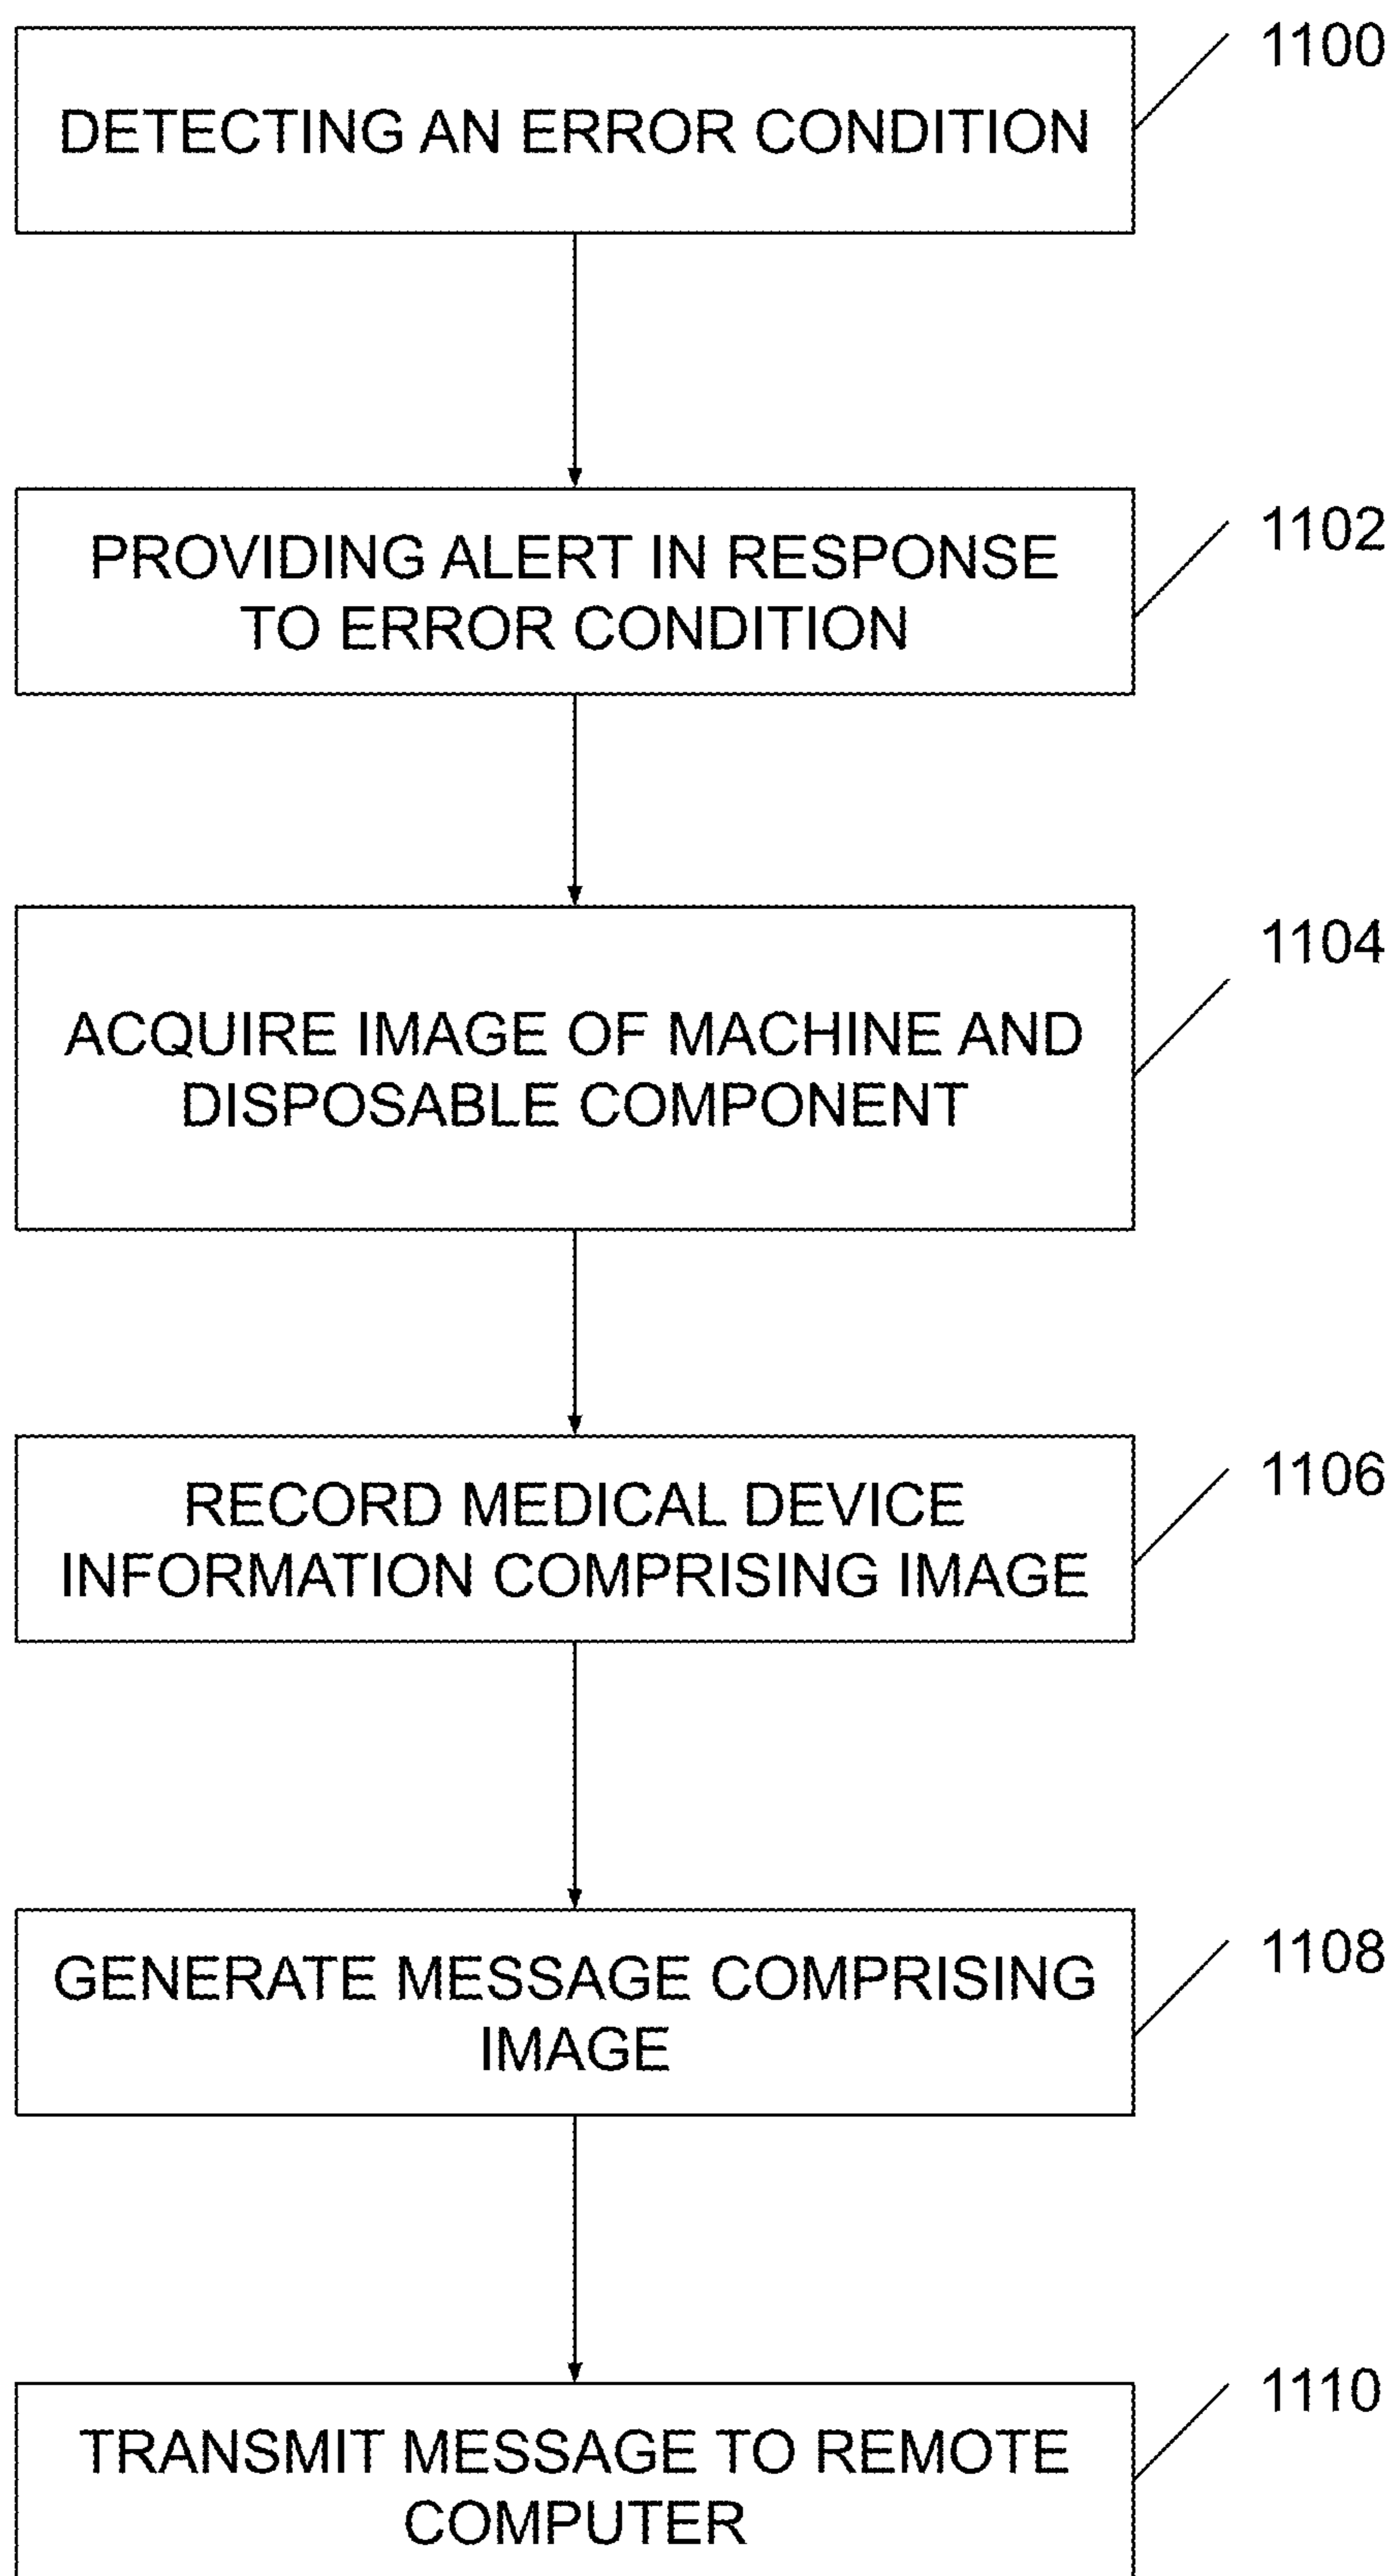 1100
DETECTING AN ERROR CONDITION
1102
PROVIDING ALERT IN RESPONSE
TO ERROR CONDITION
1104
ACQUIRE IMAGE OF MACHINE AND
DISPOSABLE COMPONENT
1106
RECORD MEDICAL DEVICE
INFORMATION COMPRISING IMAGE
1108
GENERATE MESSAGE COMPRISING
IMAGE
1110
TRANSMIT MESSAGE TO REMOTE
COMPUTER